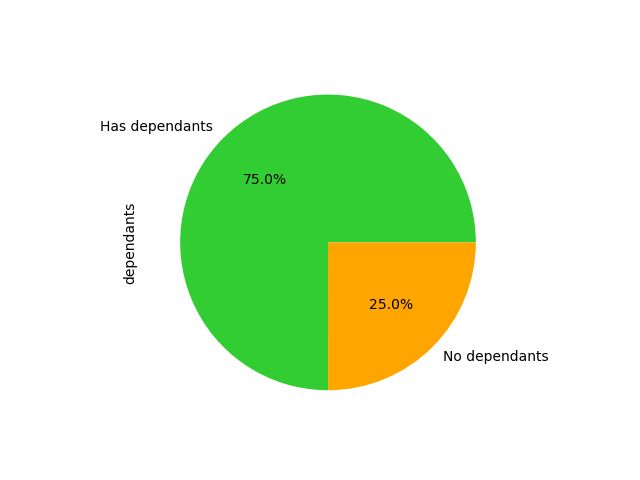 Has dependants
75.0%
dependants
25.0%
No dependants